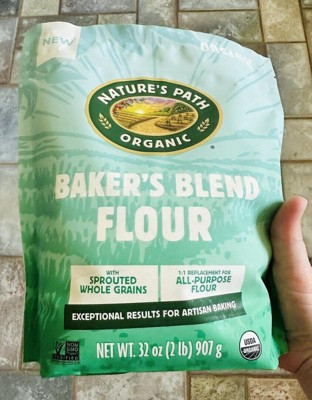 NEW
ORGANIC
NATURE'S PATH
ORGANIC
BAKER'S BLEND
FLOUR
WITH
SPROUTED
WHOLE GRAINS
1:1 REPLACEMENT FOR
ALL-PURPOSE
FLOUR
EXCEPTIONAL RESULTS FOR ARTISAN BAKING
NON
GMO
VERIFIED
NET WT. 32 oz (2 lb) 907 g
USDA
ORGANIC